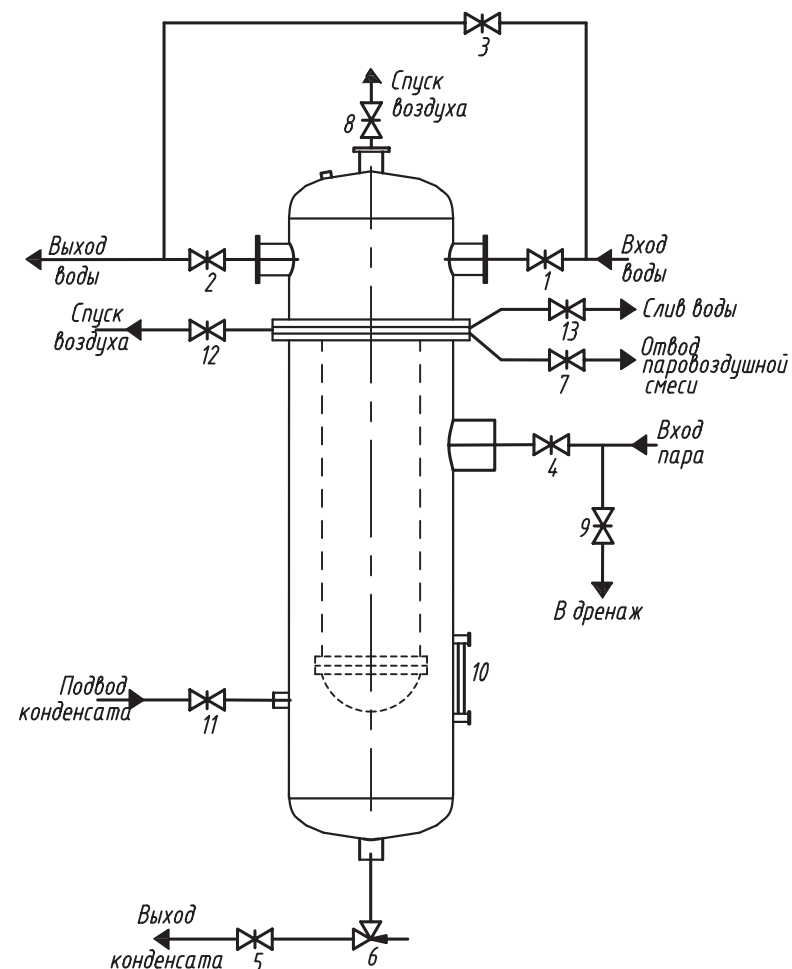 3
Спуск
воздуха
8
Выход
воды
2
Вход
воды
1
Спуск
воздуха
12
Слив воды
13
Отвод
паровоздушной
смеси
7
Вход
пара
4
9
В дренаж
10
Подвод
конденсата
11
Выход
конденсата
5
6